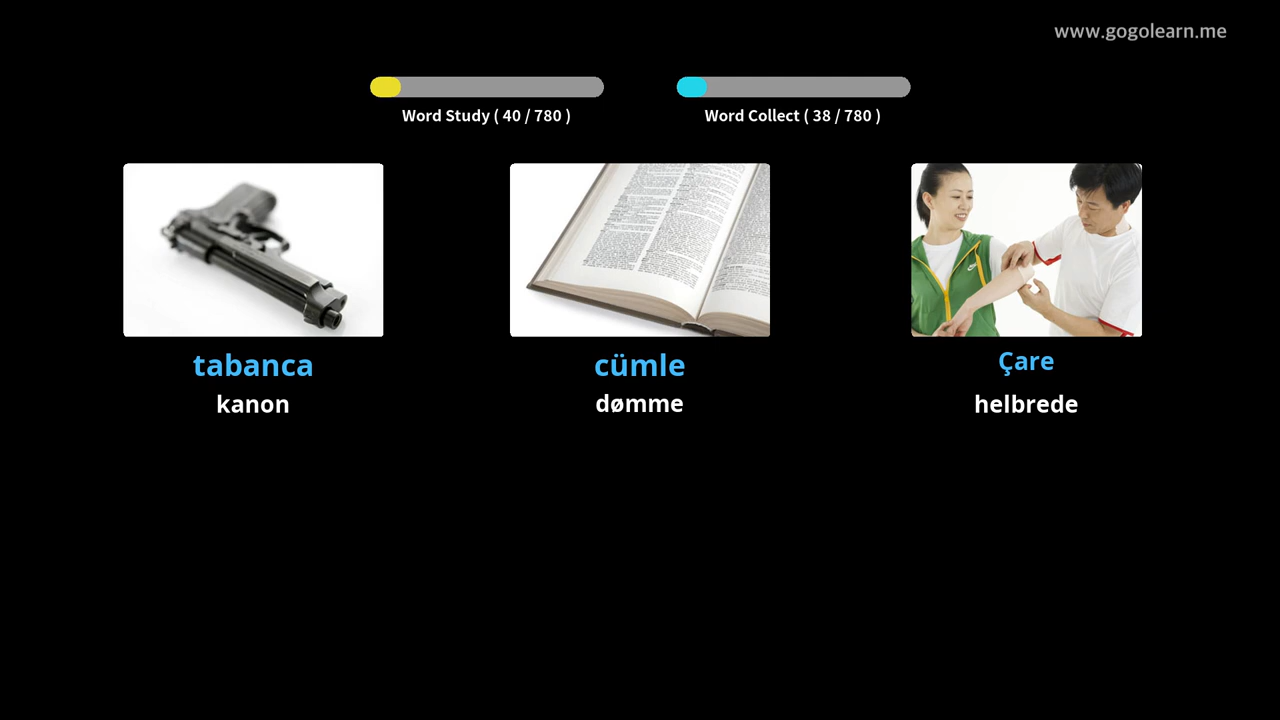 www.gogolearn.me
Word Study ( 40 / 780 )
Word Collect ( 38 / 780 )
tabanca
cümle
Çare
kanon
dømme
helbrede